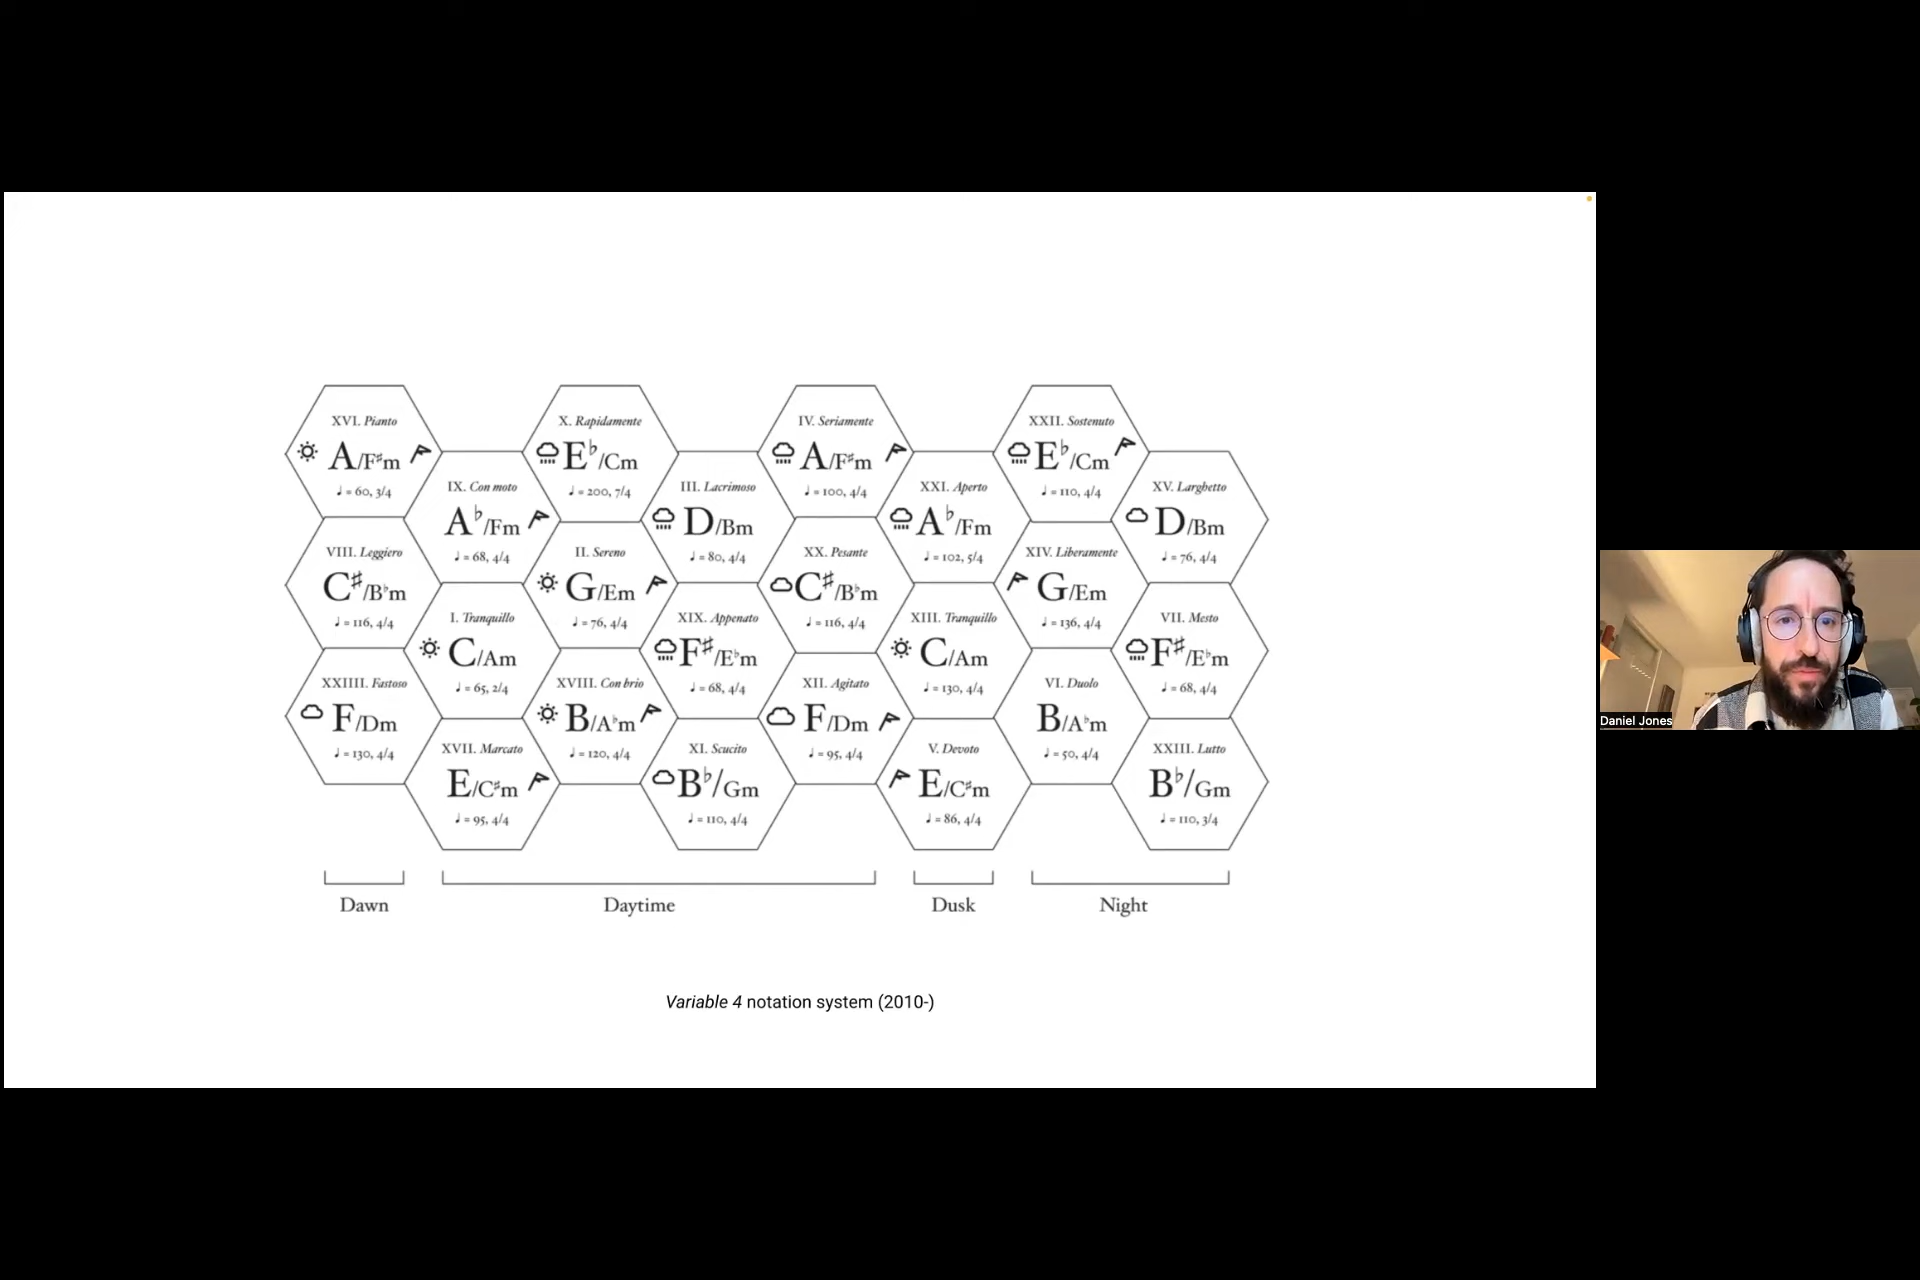 XVI. Pianto
A/F♯m
♩ = 60, 3/4
VIII. Leggiero
C♯/B♭m
♩ = 116, 4/4
XXIIII. Fastoso
F/Dm
♩ = 130, 4/4
IX. Con moto
A♭/Fm
♩ = 68, 4/4
I. Tranquillo
C/Am
♩ = 65, 2/4
XVII. Marcato
E/C♯m
♩ = 95, 4/4
X. Rapidamente
E♭/Cm
♩ = 200, 7/4
II. Sereno
G/Em
♩ = 76, 4/4
XVIII. Con brio
B/A♭m
♩ = 120, 4/4
III. Lacrimoso
D/Bm
♩ = 80, 4/4
XIX. Appenato
F♯/E♭m
♩ = 68, 4/4
XI. Scucito
B♭/Gm
♩ = 110, 4/4
IV. Seriamente
A/F♯m
♩ = 100, 4/4
XX. Pesante
C♯/B♭m
♩ = 116, 4/4
XII. Agitato
F/Dm
♩ = 95, 4/4
XXI. Aperto
A♭/Fm
♩ = 102, 5/4
XIII. Tranquillo
C/Am
♩ = 130, 4/4
V. Devoto
E/C♯m
♩ = 86, 4/4
XXII. Sostenuto
E♭/Cm
♩ = 110, 4/4
XIV. Liberamente
G/Em
♩ = 136, 4/4
VI. Duolo
B/A♭m
♩ = 50, 4/4
XV. Larghetto
D/Bm
♩ = 76, 4/4
VII. Mesto
F♯/E♭m
♩ = 68, 4/4
XXIII. Lutto
B♭/Gm
♩ = 110, 3/4
Dawn
Daytime
Dusk
Night
Variable 4 notation system (2010-)
Daniel Jones